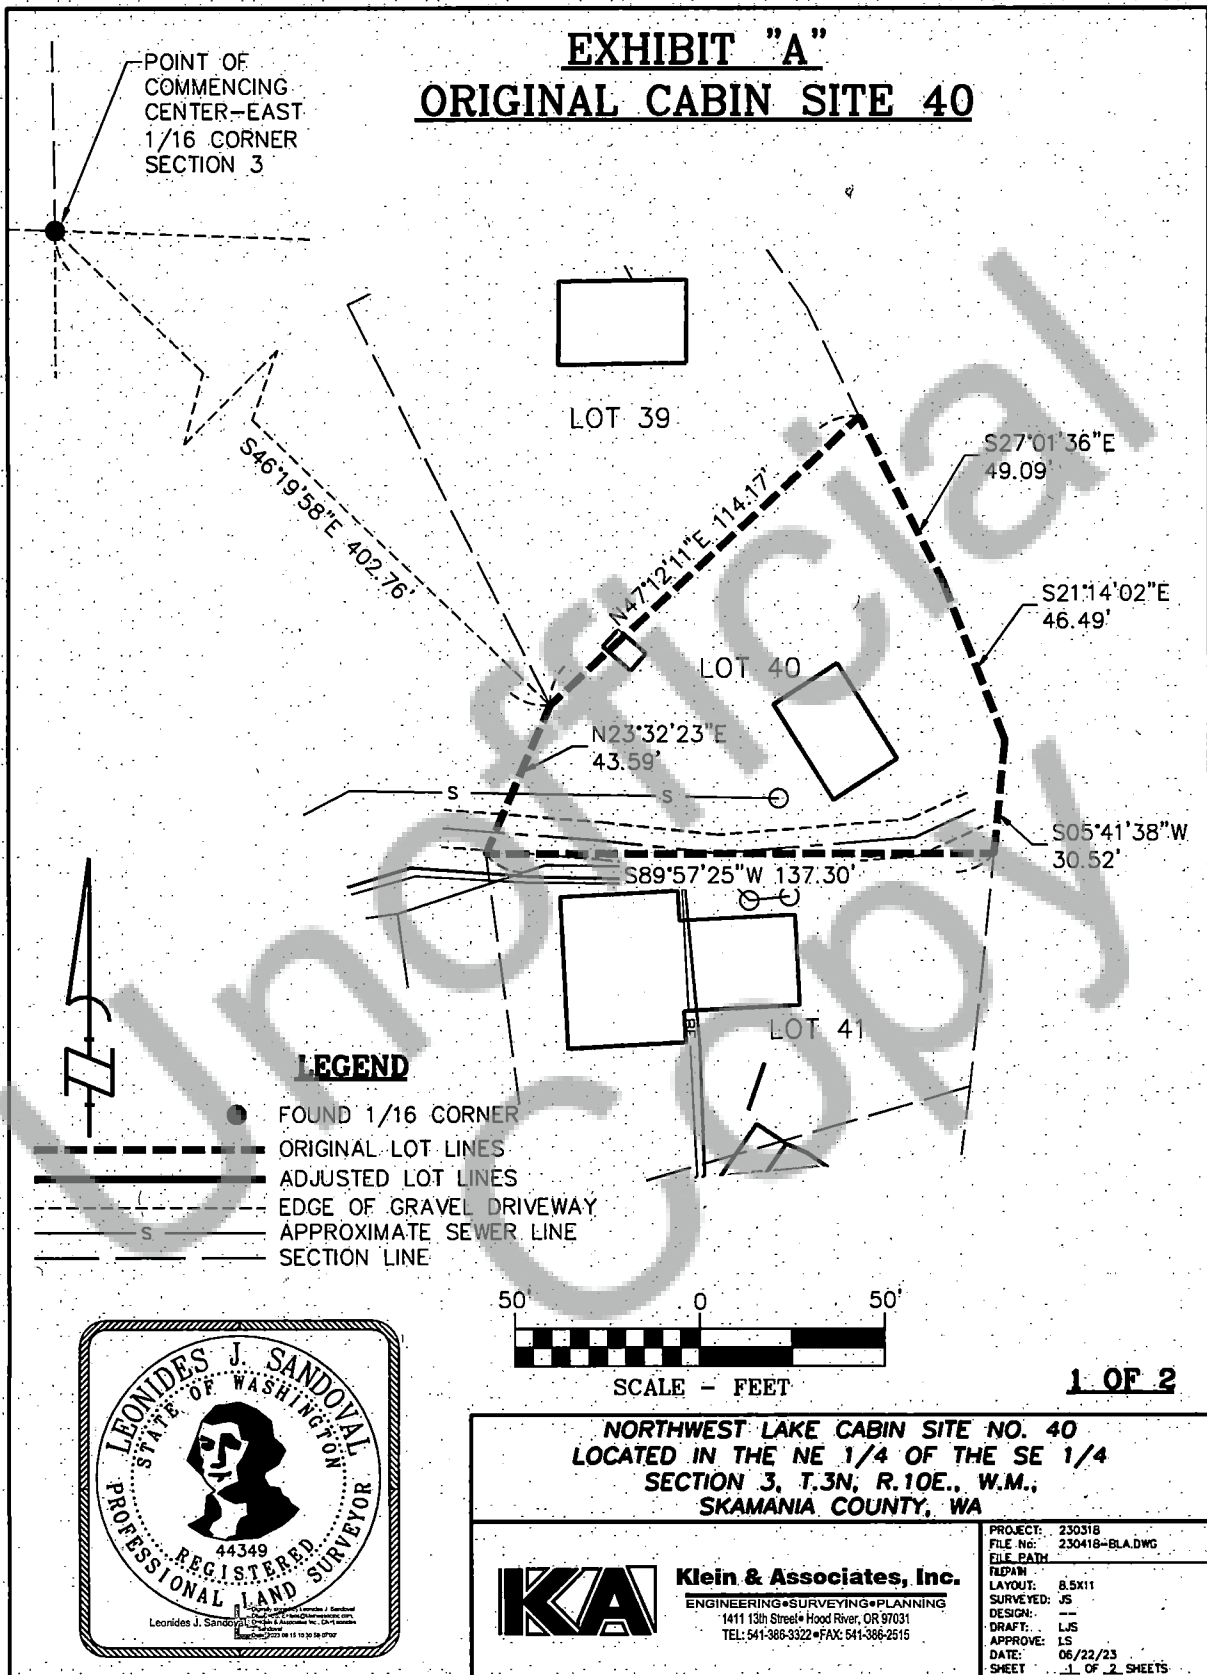 EXHIBIT "A"
ORIGINAL CABIN SITE 40
POINT OF
COMMENCING
CENTER-EAST
1/16 CORNER
SECTION 3
LOT 39
S27°01'36"E
49.09'
S46°19'58"E 402.76'
N47°12'11"E 114.17'
S21°14'02"E
46.49'
LOT 40
N23°32'23"E
43.59'
S
S
S05°41'38"W
30.52'
S89°57'25"W 137.30'
LOT 41
LEGEND
FOUND 1/16 CORNER
ORIGINAL LOT LINES
ADJUSTED LOT LINES
EDGE OF GRAVEL DRIVEWAY
S
APPROXIMATE SEWER LINE
SECTION LINE
Unofficial
Copy
50' 0 50'
SCALE - FEET
1 OF 2
LEONIDES J. SANDOVAL
STATE OF WASHINGTON
44349
REGISTERED
PROFESSIONAL LAND SURVEYOR
Leonides J. Sandoval
NORTHWEST LAKE CABIN SITE NO. 40
LOCATED IN THE NE 1/4 OF THE SE 1/4
SECTION 3, T.3N, R.10E., W.M.,
SKAMANIA COUNTY, WA
KA
Klein & Associates, Inc.
ENGINEERING•SURVEYING•PLANNING
1411 13th Street• Hood River, OR 97031
TEL: 541-386-3322•FAX: 541-386-2515
PROJECT: 230318
FILE No: 230418-BLA.DWG
FILE PATH
FILEPATH
LAYOUT: 8.5X11
SURVEYED: JS
DESIGN: --
DRAFT: LJS
APPROVE: LS
DATE: 06/22/23
SHEET 1 OF 2 SHEETS